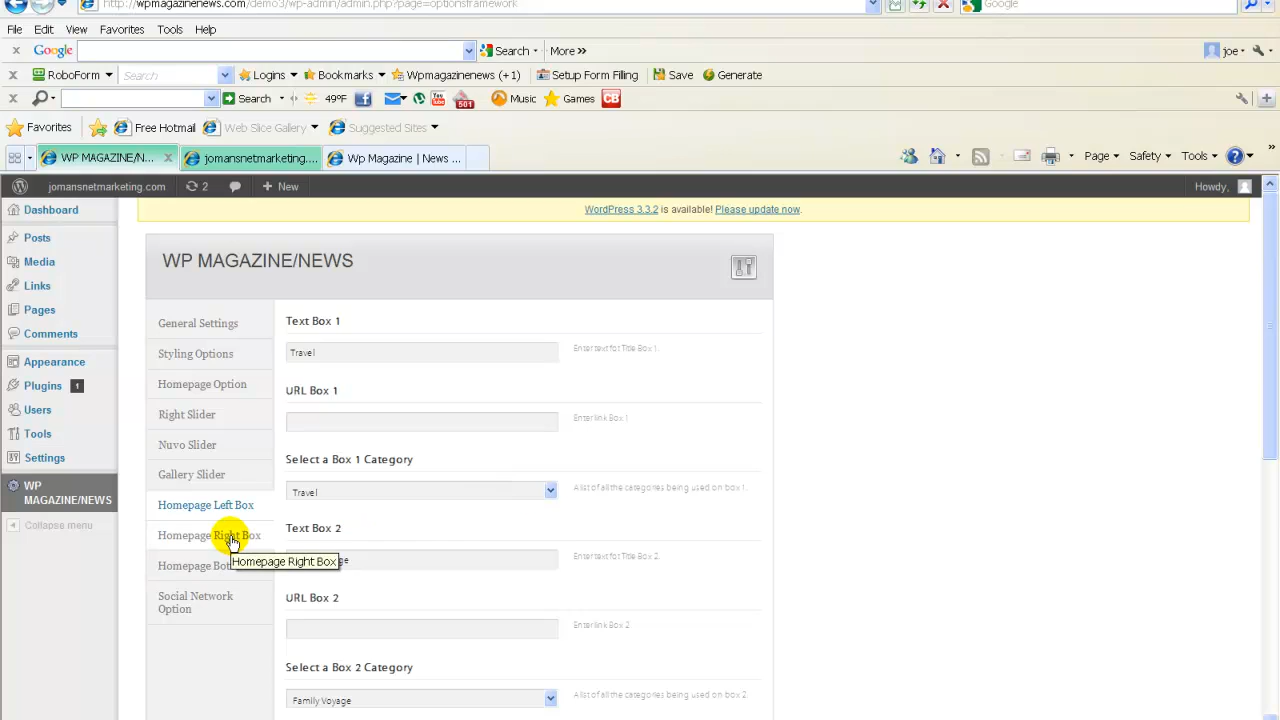 http://wpmagazinenews.com/demo3/wp-admin/admin.php?page=optionsframework
Google
File Edit View Favorites Tools Help
x Google Search More »
joe
x RoboForm Search Logins Bookmarks Wpmagazinenews (+1) Setup Form Filling Save Generate
x Search 49°F f You Tube 501 Music Games CB
Favorites Free Hotmail Web Slice Gallery Suggested Sites
WP MAGAZINE/N... x jomansnetmarketing.... WP Magazine | News ...
Page Safety Tools »
jomansnetmarketing.com 2 + New Howdy,
WordPress 3.3.2 is available! Please update now.
Dashboard
Posts
Media
Links
Pages
Comments
Appearance
Plugins 1
Users
Tools
Settings
WP
MAGAZINE/NEWS
Collapse menu
WP MAGAZINE/NEWS
General Settings
Styling Options
Homepage Option
Right Slider
Nuvo Slider
Gallery Slider
Homepage Left Box
Homepage Right Box
Homepage Right Box
Homepage Bot
Social Network
Option
Text Box 1
Travel
Enter text for Title Box 1.
URL Box 1
Enter link Box 1
Select a Box 1 Category
Travel
A list of all the categories being used on box 1.
Text Box 2
Enter text for Title Box 2.
URL Box 2
Enter link Box 2
Select a Box 2 Category
Family Voyage
A list of all the categories being used on box 2.